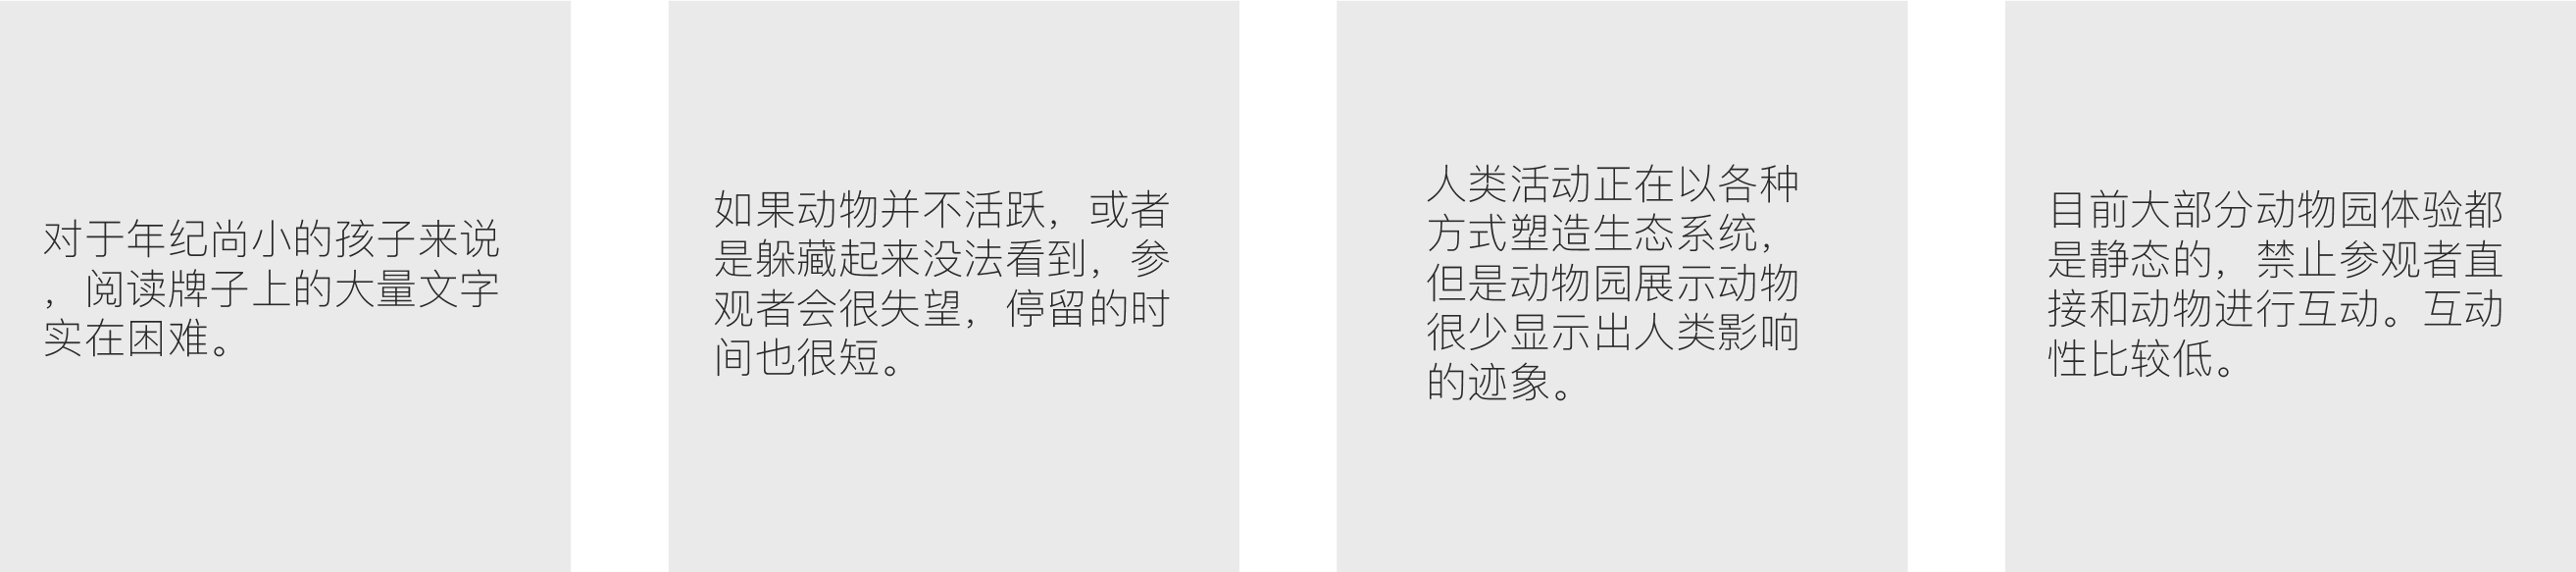 对于年纪尚小的孩子来说
，阅读牌子上的大量文字
实在困难。
如果动物并不活跃，或者
是躲藏起来没法看到，参
观者会很失望，停留的时
间也很短。
人类活动正在以各种
方式塑造生态系统，
但是动物园展示动物
很少显示出人类影响
的迹象。
目前大部分动物园体验都
是静态的，禁止参观者直
接和动物进行互动。互动
性比较低。